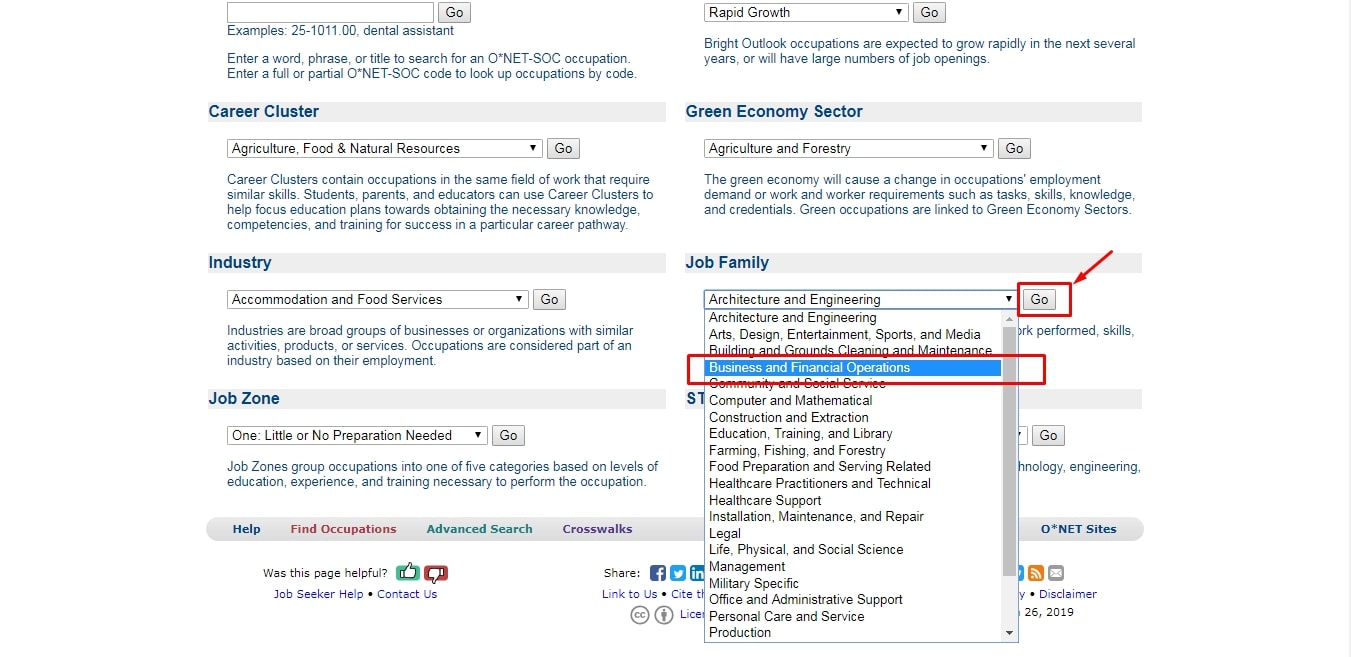 Go
Examples: 25-1011.00, dental assistant
Enter a word, phrase, or title to search for an O*NET-SOC occupation.
Enter a full or partial O*NET-SOC code to look up occupations by code.
Rapid Growth Go
Bright Outlook occupations are expected to grow rapidly in the next several
years, or will have large numbers of job openings.
Career Cluster
Agriculture, Food & Natural Resources Go
Career Clusters contain occupations in the same field of work that require
similar skills. Students, parents, and educators can use Career Clusters to
help focus education plans towards obtaining the necessary knowledge,
competencies, and training for success in a particular career pathway.
Green Economy Sector
Agriculture and Forestry Go
The green economy will cause a change in occupations' employment
demand or work and worker requirements such as tasks, skills, knowledge,
and credentials. Green occupations are linked to Green Economy Sectors.
Industry
Accommodation and Food Services Go
Industries are broad groups of businesses or organizations with similar
activities, products, or services. Occupations are considered part of an
industry based on their employment.
Job Family
Architecture and Engineering Go
Architecture and Engineering
Arts, Design, Entertainment, Sports, and Media
Building and Grounds Cleaning and Maintenance
Business and Financial Operations
Community and Social Service
Computer and Mathematical
Construction and Extraction
Education, Training, and Library
Farming, Fishing, and Forestry
Food Preparation and Serving Related
Healthcare Practitioners and Technical
Healthcare Support
Installation, Maintenance, and Repair
Legal
Life, Physical, and Social Science
Management
Military Specific
Office and Administrative Support
Personal Care and Service
Production
performed, skills,
Job Zone
One: Little or No Preparation Needed Go
Job Zones group occupations into one of five categories based on levels of
education, experience, and training necessary to perform the occupation.
ST
Go
engineering,
Help Find Occupations Advanced Search Crosswalks O*NET Sites
Was this page helpful? Share:
Job Seeker Help • Contact Us Link to Us • Cite • Disclaimer
cc 26, 2019